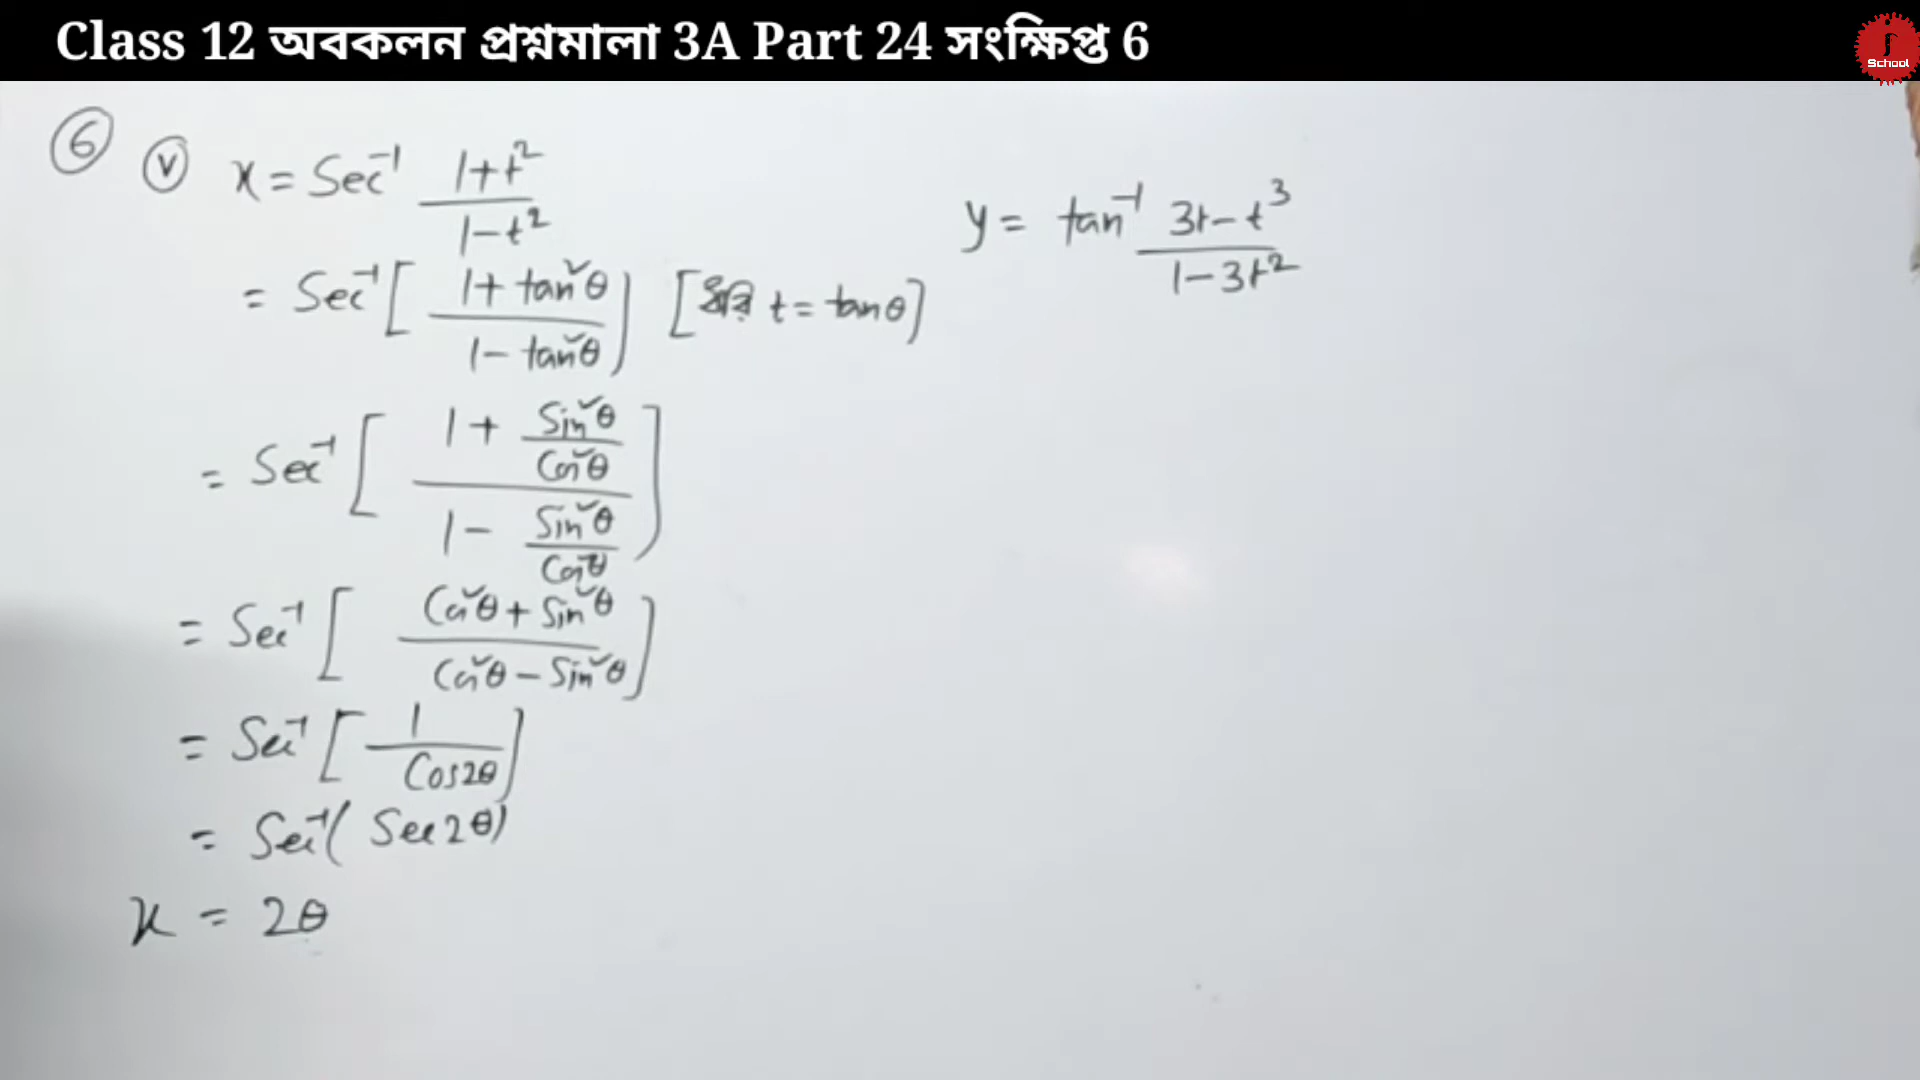 Class 12 অবকলন প্রশ্নমালা 3A Part 24 সংক্ষিপ্ত 6
ʃ School
⑥ ⓥ x = Sec⁻¹ (1+t²)/(1-t²)
= Sec⁻¹ [ (1+tan²θ)/(1-tan²θ) ] [ধরি t = tanθ]
= Sec⁻¹ [ (1 + Sin²θ/Cos²θ)/(1 - Sin²θ/Cos²θ) ]
= Sec⁻¹ [ (Cos²θ + Sin²θ)/(Cos²θ - Sin²θ) ]
= Sec⁻¹ [ 1/Cos2θ ]
= Sec⁻¹( Sec2θ)
x = 2θ
y = tan⁻¹ (3t-t³)/(1-3t²)